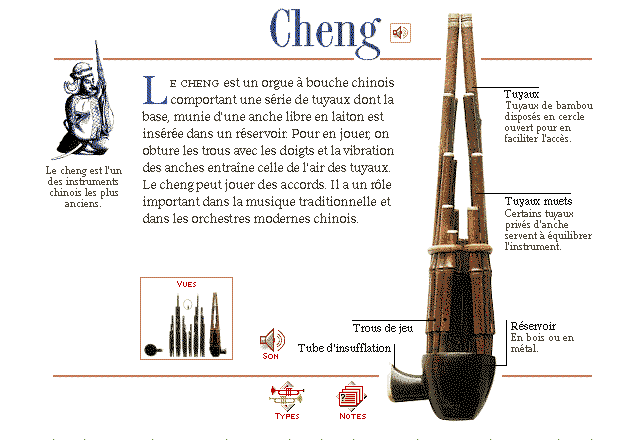 Cheng
LE CHENG est un orgue à bouche chinois
comportant une série de tuyaux dont la
base, munie d'une anche libre en laiton est
insérée dans un réservoir. Pour en jouer, on
obture les trous avec les doigts et la vibration
des anches entraîne celle de l'air des tuyaux.
Le cheng peut jouer des accords. Il a un rôle
important dans la musique traditionnelle et
dans les orchestres modernes chinois.
Le cheng est l'un
des instruments
chinois les plus
anciens.
Tuyaux
Tuyaux de bambou
disposés en cercle
ouvert pour en
faciliter l'accès.
Tuyaux muets
Certains tuyaux
privés d'anche
servent à équilibrer
l'instrument.
VUES
SON
Trous de jeu
Tube d'insufflation
Réservoir
En bois ou en
métal.
TYPES
NOTES